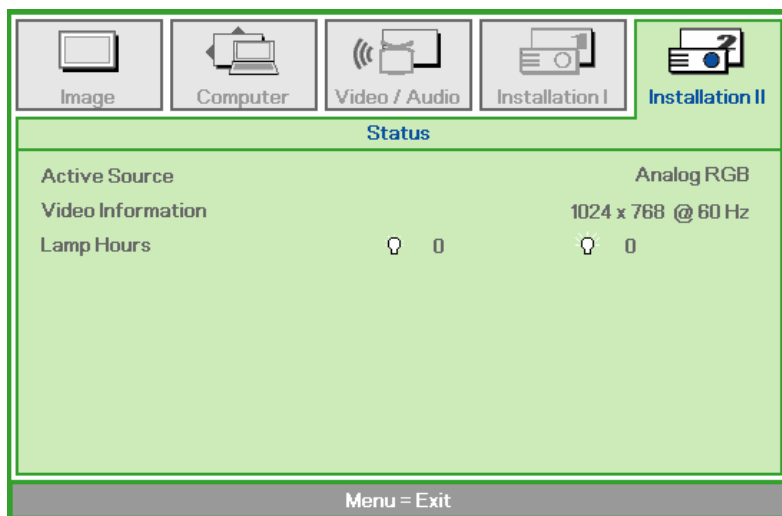 Image
Computer
Video / Audio
Installation I
Installation II
Status
Active Source Analog RGB
Video Information 1024 x 768 @ 60 Hz
Lamp Hours 0 0
Menu = Exit